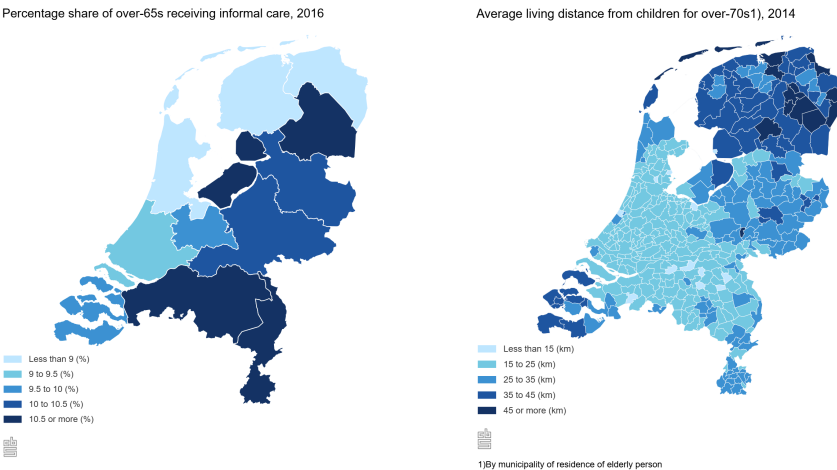 Percentage share of over-65s receiving informal care, 2016
Less than 9 (%)
9 to 9.5 (%)
9.5 to 10 (%)
10 to 10.5 (%)
10.5 or more (%)
Average living distance from children for over-70s1), 2014
Less than 15 (km)
15 to 25 (km)
25 to 35 (km)
35 to 45 (km)
45 or more (km)
1)By municipality of residence of elderly person